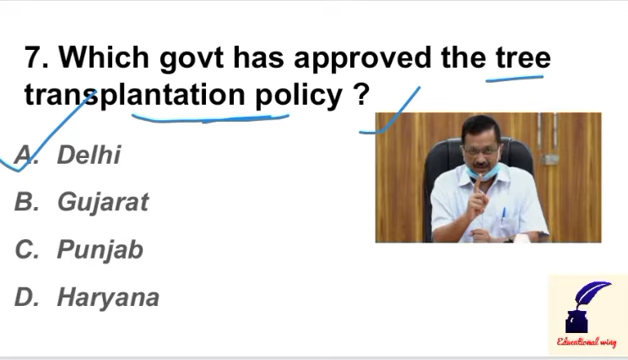 7. Which govt has approved the tree
transplantation policy ?
A. Delhi
B. Gujarat
C. Punjab
D. Haryana
Educational wing